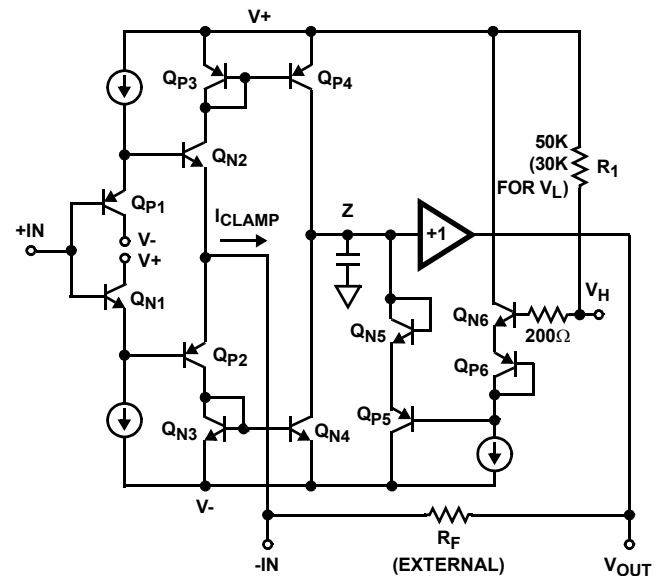 V+
QP3
QP4
50K
(30K
FOR VL)
R1
QN2
QP1
ICLAMP
Z
+IN
V-
V+
+1
QN1
VH
QN5
QN6
200Ω
QP2
QP6
QP5
QN3
QN4
V-
RF
-IN
(EXTERNAL)
VOUT